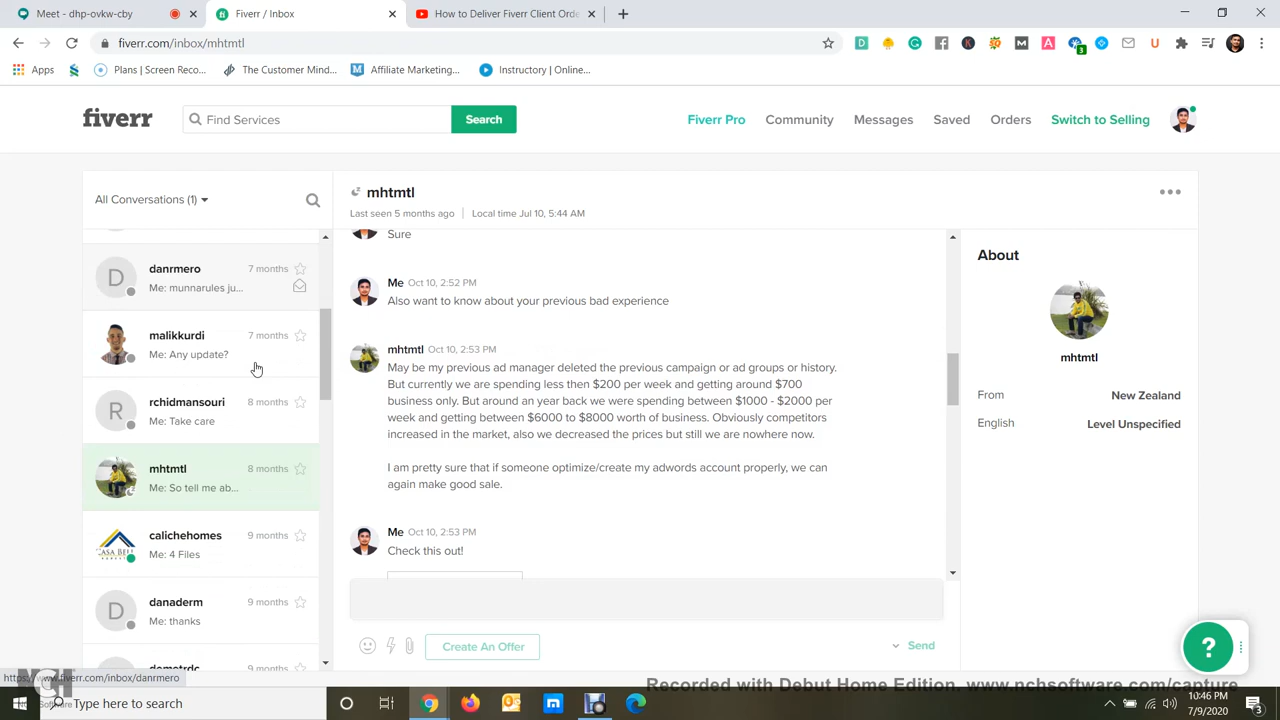 Meet - dhp-ovkw-cby
Fiverr / Inbox
How to Deliver Fiverr Client Orde
fiverr.com/inbox/mhtmtl
Apps
Plans | Screen Reco...
The Customer Mind...
Affiliate Marketing...
Instructory | Online...
fiverr
Find Services
Search
Fiverr Pro
Community
Messages
Saved
Orders
Switch to Selling
All Conversations (1)
danrmero
7 months
Me: munnarules ju...
malikkurdi
7 months
Me: Any update?
rchidmansouri
8 months
Me: Take care
mhtmtl
8 months
Me: So tell me ab...
calichehomes
9 months
Me: 4 Files
danaderm
9 months
Me: thanks
9 months
mhtmtl
Last seen 5 months ago | Local time Jul 10, 5:44 AM
Sure
Me Oct 10, 2:52 PM
Also want to know about your previous bad experience
mhtmtl Oct 10, 2:53 PM
May be my previous ad manager deleted the previous campaign or ad groups or history.
But currently we are spending less then $200 per week and getting around $700
business only. But around an year back we were spending between $1000 - $2000 per
week and getting between $6000 to $8000 worth of business. Obviously competitors
increased in the market, also we decreased the prices but still we are nowhere now.
I am pretty sure that if someone optimize/create my adwords account properly, we can
again make good sale.
Me Oct 10, 2:53 PM
Check this out!
Create An Offer
Send
About
mhtmtl
From
New Zealand
English
Level Unspecified
?
https://www.fiverr.com/inbox/danrmero
NCH Software
Recorded with Debut Home Edition. www.nchsoftware.com/capture
Type here to search
10:46 PM
7/9/2020
3